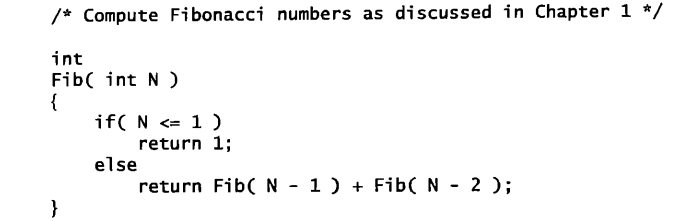 /* Compute Fibonacci numbers as discussed in Chapter 1 */
int
Fib( int N )
{
if( N <= 1 )
return 1;
else
return Fib( N - 1 ) + Fib( N - 2 );
}